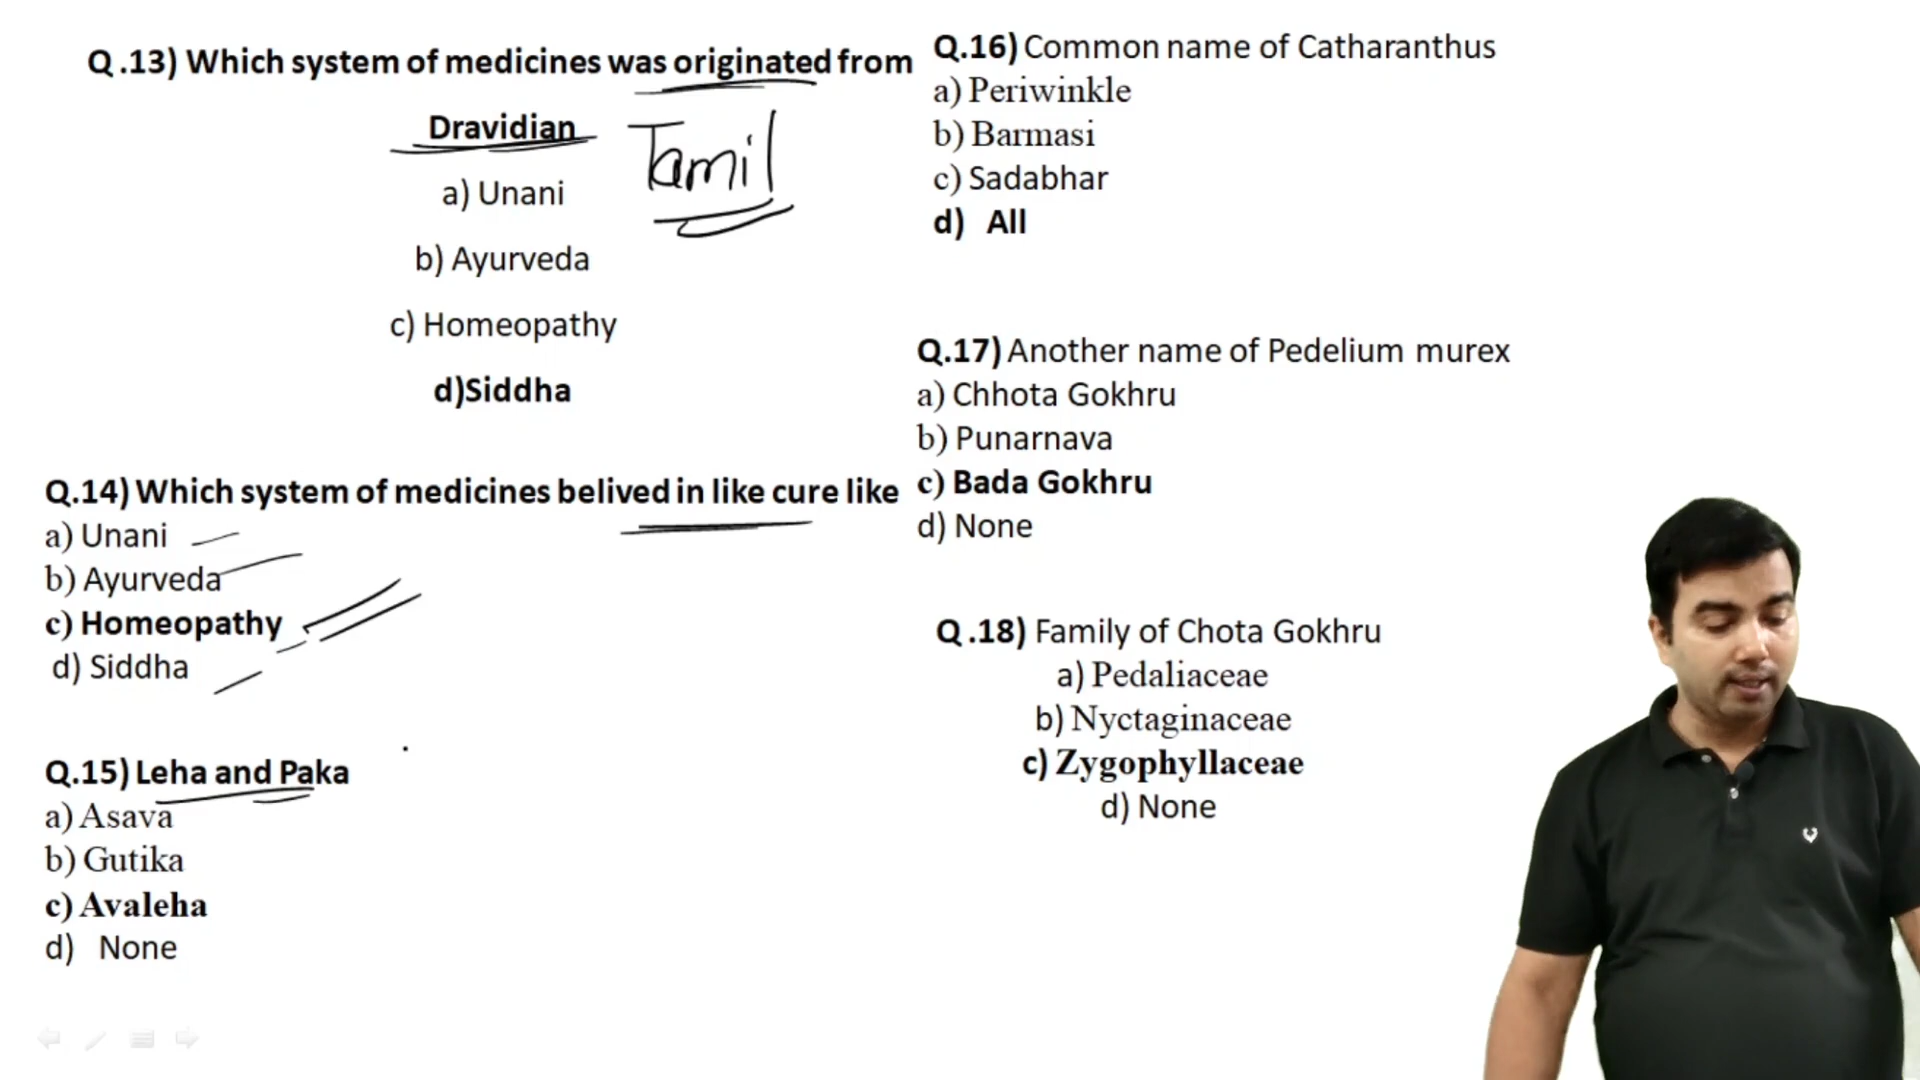 Q.13) Which system of medicines was originated from
Dravidian
Tamil
a) Unani
b) Ayurveda
c) Homeopathy
d)Siddha
Q.14) Which system of medicines belived in like cure like
a) Unani
b) Ayurveda
c) Homeopathy
d) Siddha
Q.15) Leha and Paka
a) Asava
b) Gutika
c) Avaleha
d) None
Q.16) Common name of Catharanthus
a) Periwinkle
b) Barmasi
c) Sadabhar
d) All
Q.17) Another name of Pedelium murex
a) Chhota Gokhru
b) Punarnava
c) Bada Gokhru
d) None
Q.18) Family of Chota Gokhru
a) Pedaliaceae
b) Nyctaginaceae
c) Zygophyllaceae
d) None